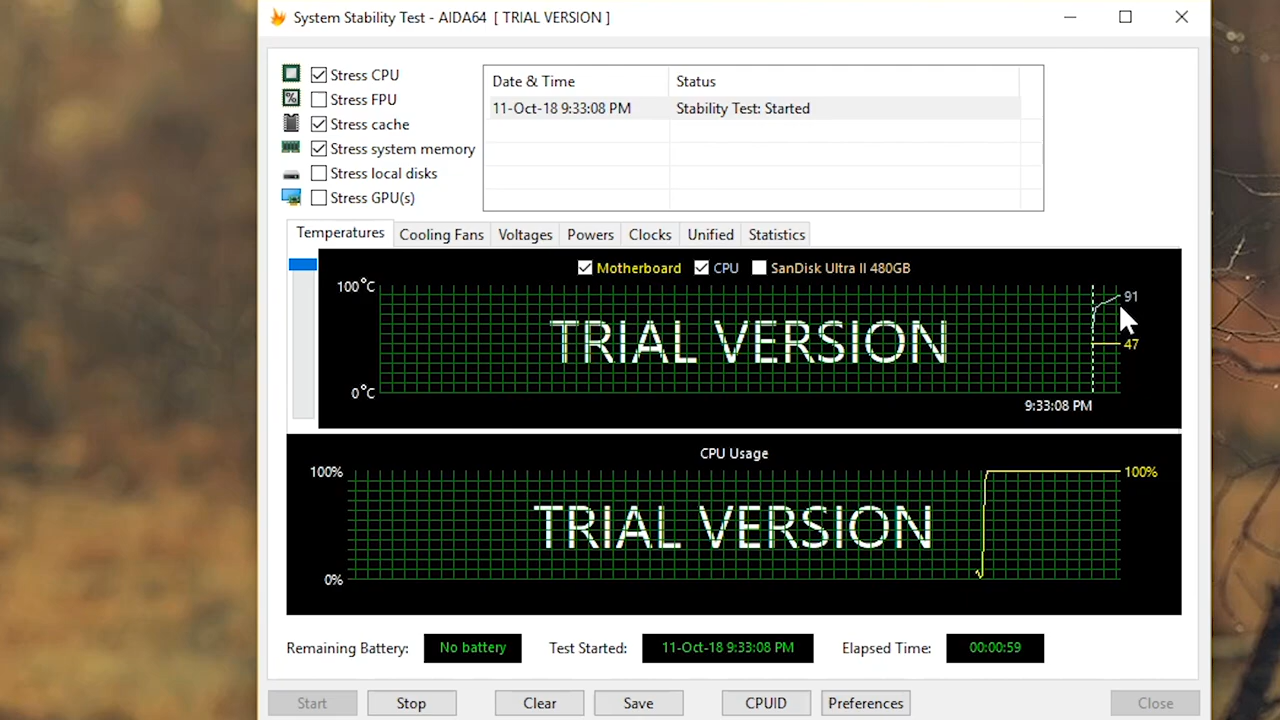 System Stability Test - AIDA64 [ TRIAL VERSION ]
Stress CPU
Stress FPU
Stress cache
Stress system memory
Stress local disks
Stress GPU(s)
Date & Time Status
11-Oct-18 9:33:08 PM Stability Test: Started
Temperatures Cooling Fans Voltages Powers Clocks Unified Statistics
Motherboard CPU SanDisk Ultra II 480GB
100°C
91
TRIAL VERSION
47
0°C
9:33:08 PM
CPU Usage
100% 100%
TRIAL VERSION
0%
Remaining Battery: No battery Test Started: 11-Oct-18 9:33:08 PM Elapsed Time: 00:00:59
Start Stop Clear Save CPUID Preferences Close